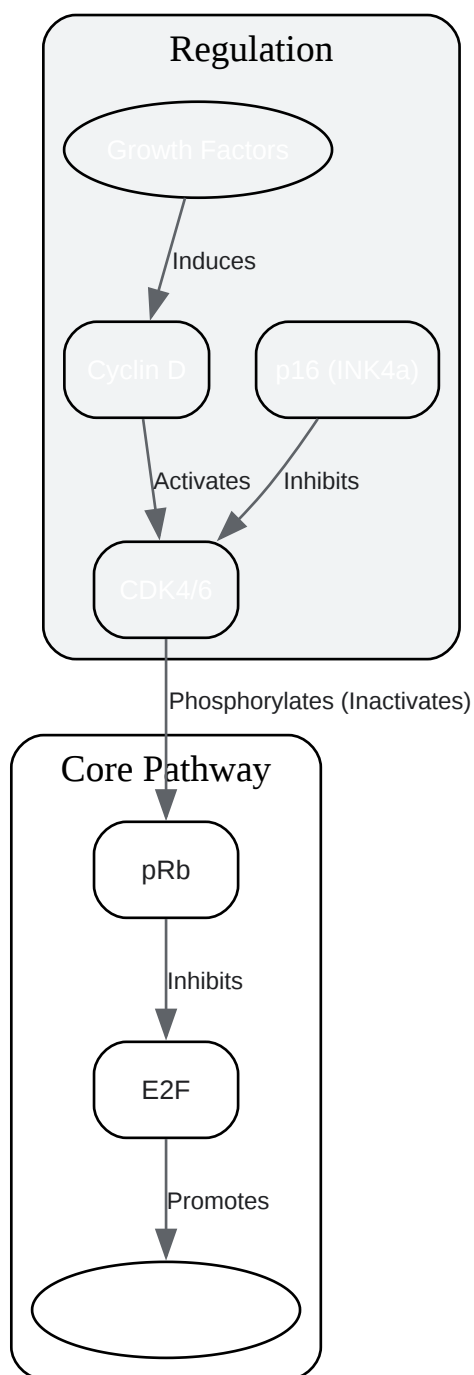 Regulation
Growth Factors
Induces
Cyclin D
p16 (INK4a)
Activates
Inhibits
CDK4/6
Phosphorylates (Inactivates)
Core Pathway
pRb
Inhibits
E2F
Promotes